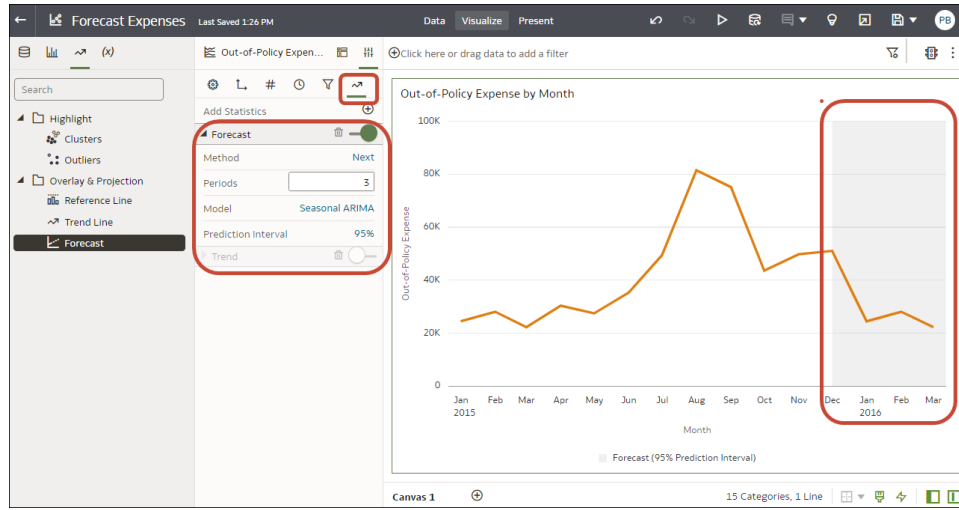 Forecast Expenses Last Saved 1:26 PM Data Visualize Present PB
(x) Out-of-Policy Expen... Click here or drag data to add a filter
Search
Highlight
Clusters
Outliers
Overlay & Projection
Reference Line
Trend Line
Forecast
#
Add Statistics
Forecast
Method Next
Periods 3
Model Seasonal ARIMA
Prediction Interval 95%
Trend
Out-of-Policy Expense by Month
100K
80K
60K
40K
20K
0
Out-of-Policy Expense
Jan Feb Mar Apr May Jun Jul Aug Sep Oct Nov Dec Jan Feb Mar
2015 2016
Month
Forecast (95% Prediction Interval)
Canvas 1 15 Categories, 1 Line